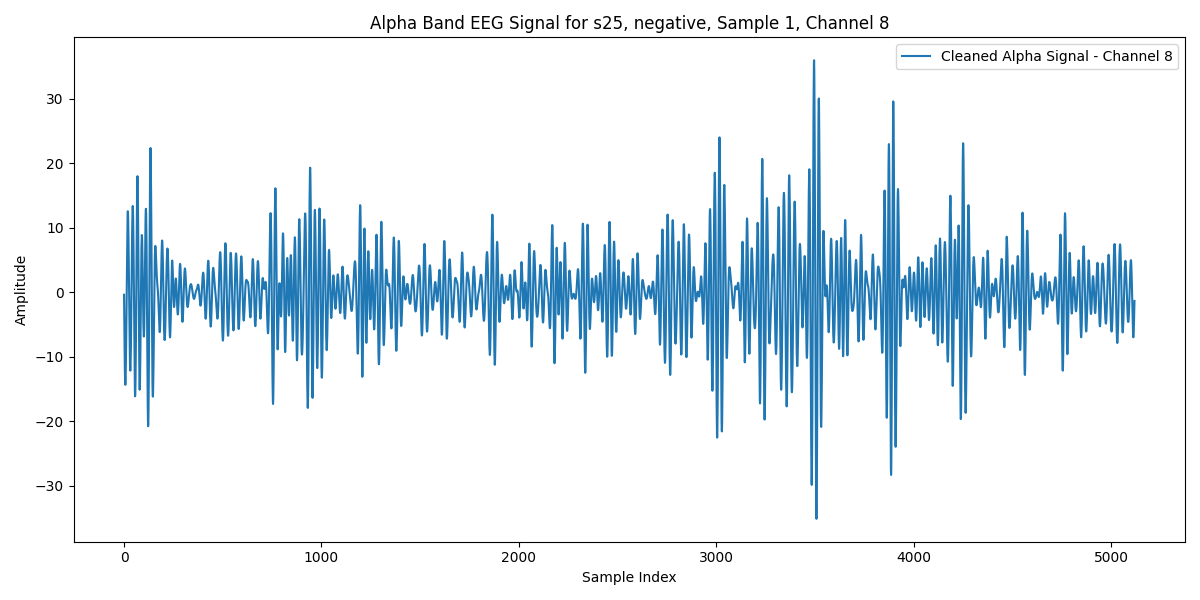 Alpha Band EEG Signal for s25, negative, Sample 1, Channel 8
Cleaned Alpha Signal - Channel 8
Amplitude
30
20
10
0
−10
−20
−30
0 1000 2000 3000 4000 5000
Sample Index